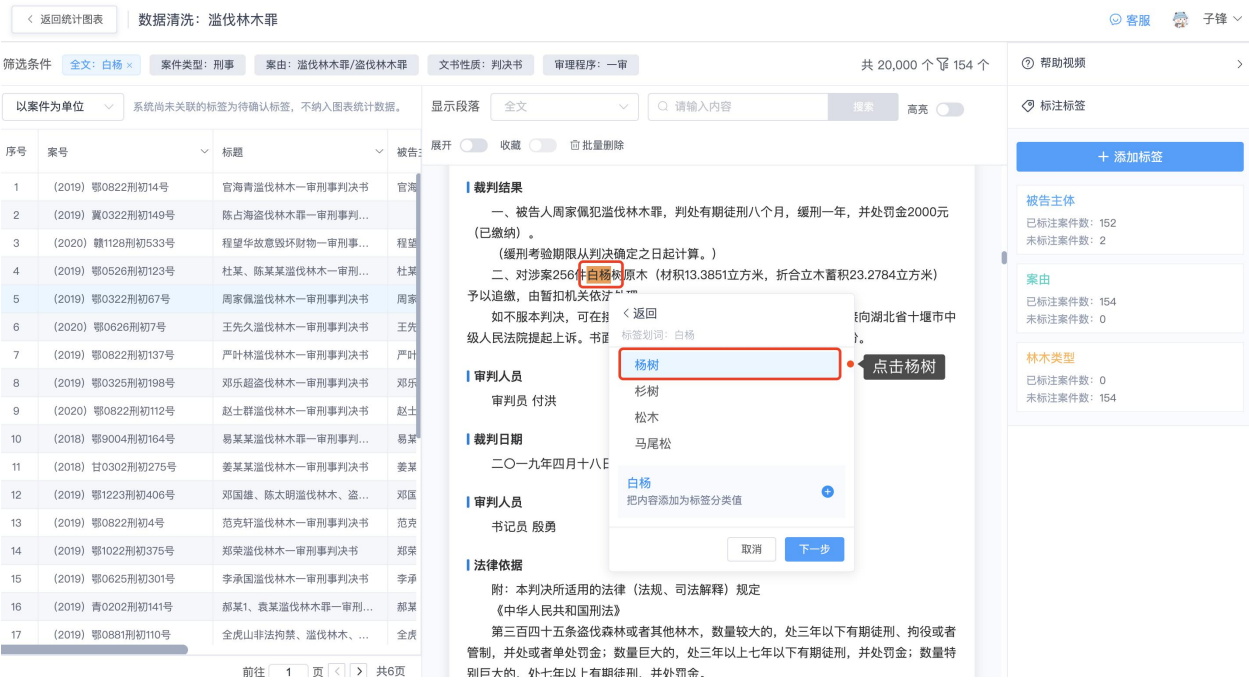 返回统计图表
数据清洗：滥伐林木罪
客服
子锋
筛选条件
全文：白杨 ×
案件类型：刑事
案由：滥伐林木罪/盗伐林木罪
文书性质：判决书
审理程序：一审
共 20,000 个 154 个
以案件为单位
系统尚未关联的标签为待确认标签，不纳入图表统计数据。
序号 案号 标题 被告
1 （2019）鄂0822刑初14号 官海青滥伐林木一审刑事判决书 官海
2 （2019）冀0322刑初149号 陈占海盗伐林木罪一审刑事判...
3 （2020）赣1128刑初533号 程望华故意毁坏财物一审刑事... 程望
4 （2019）鄂0526刑初123号 杜某、陈某某滥伐林木一审刑... 杜某
5 （2019）鄂0322刑初67号 周家佩滥伐林木一审刑事判决书 周家
6 （2020）鄂0626刑初7号 王先久滥伐林木一审刑事判决书 王先
7 （2019）鄂0822刑初137号 严叶林滥伐林木一审刑事判决书 严叶
8 （2019）鄂0325刑初198号 邓乐超盗伐林木一审刑事判决书 邓乐
9 （2020）鄂0822刑初112号 赵士群滥伐林木一审刑事判决书 赵士
10 （2018）鄂9004刑初164号 易某某滥伐林木罪一审刑事判... 易某
11 （2018）甘0302刑初275号 姜某某滥伐林木一审刑事判决书 姜某
12 （2019）鄂1223刑初406号 邓国雄、陈太明滥伐林木、盗... 邓国
13 （2019）鄂0822刑初4号 范克轩滥伐林木一审刑事判决书 范克
14 （2019）鄂1022刑初375号 郑荣滥伐林木一审刑事判决书 郑荣
15 （2019）鄂0625刑初301号 李承国滥伐林木一审刑事判决书 李承
16 （2019）青0202刑初141号 郝某1、袁某滥伐林木罪一审刑... 郝某
17 （2019）鄂0881刑初110号 全虎山非法拘禁、滥伐林木、... 全虎
前往 1 页 共6页
显示段落
全文
请输入内容
搜索
高亮
展开
收藏
批量删除
裁判结果
一、被告人周家佩犯滥伐林木罪，判处有期徒刑八个月，缓刑一年，并处罚金2000元
（已缴纳）。
（缓刑考验期限从判决确定之日起计算。）
二、对涉案256件白杨树原木（材积13.3851立方米，折合立木蓄积23.2784立方米）
予以追缴，由暂扣机关依法处理
如不服本判决，可在接 向湖北省十堰市中
级人民法院提起上诉。书面
审判人员
审判员 付洪
裁判日期
二〇一九年四月十八日
审判人员
书记员 殷勇
法律依据
附：本判决所适用的法律（法规、司法解释）规定
《中华人民共和国刑法》
第三百四十五条盗伐森林或者其他林木，数量较大的，处三年以下有期徒刑、拘役或者
管制，并处或者单处罚金；数量巨大的，处三年以上七年以下有期徒刑，并处罚金；数量特
别巨大的，处七年以上有期徒刑，并处罚金。
返回
标签划词：白杨
杨树
杉树
松木
马尾松
白杨
把内容添加为标签分类值
取消
下一步
点击杨树
帮助视频
标注标签
＋ 添加标签
被告主体
已标注案件数：152
未标注案件数：2
案由
已标注案件数：154
未标注案件数：0
林木类型
已标注案件数：0
未标注案件数：154